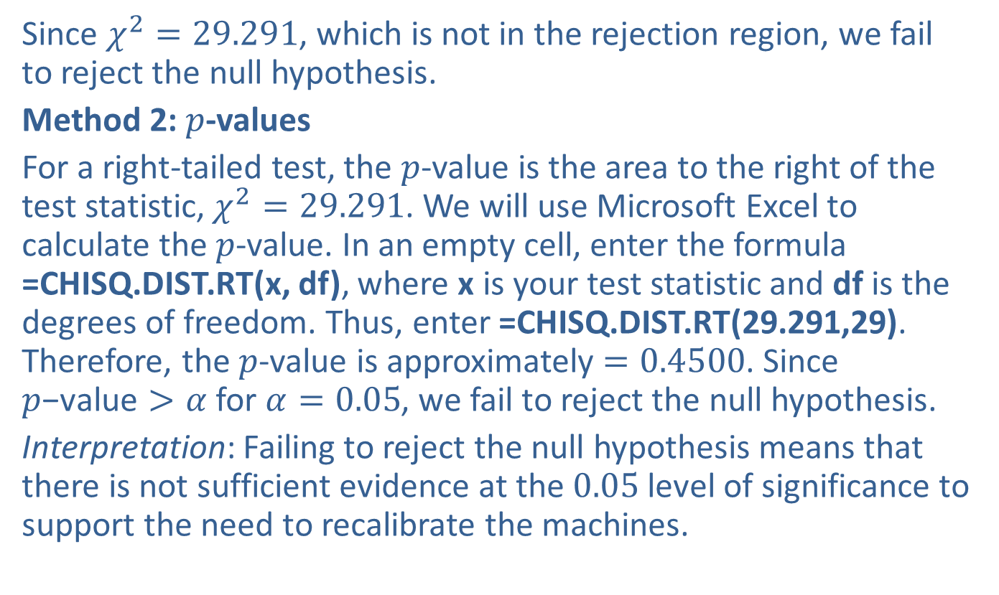 Since χ² = 29.291, which is not in the rejection region, we fail
to reject the null hypothesis.
Method 2: p-values
For a right-tailed test, the p-value is the area to the right of the
test statistic, χ² = 29.291. We will use Microsoft Excel to
calculate the p-value. In an empty cell, enter the formula
=CHISQ.DIST.RT(x, df), where x is your test statistic and df is the
degrees of freedom. Thus, enter =CHISQ.DIST.RT(29.291,29).
Therefore, the p-value is approximately = 0.4500. Since
p−value > α for α = 0.05, we fail to reject the null hypothesis.
Interpretation: Failing to reject the null hypothesis means that
there is not sufficient evidence at the 0.05 level of significance to
support the need to recalibrate the machines.